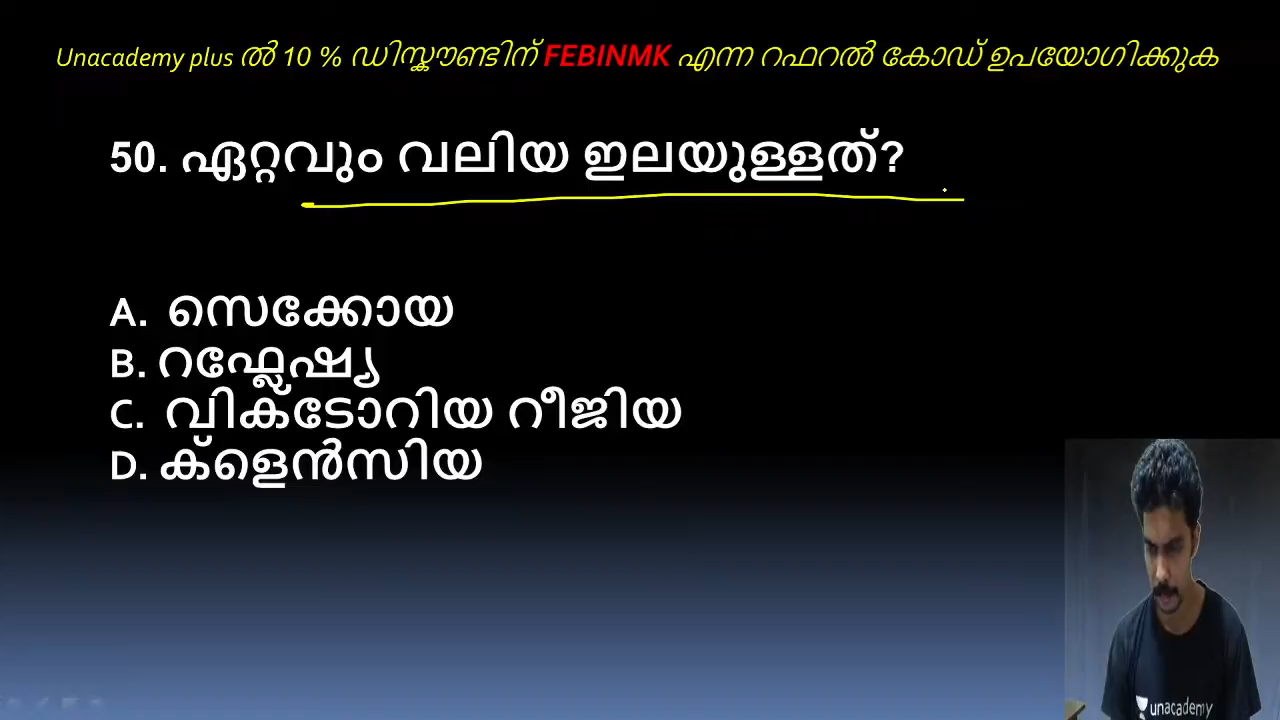 Unacademy plus ൽ 10 % ഡിസ്കൗണ്ടിന് FEBINMK എന്ന റഫറൽ കോഡ് ഉപയോഗിക്കുക
50. ഏറ്റവും വലിയ ഇലയുള്ളത്?
A. സെക്കോയ
B. റഫ്ലേഷ്യ
C. വിക്ടോറിയ റീജിയ
D. ക്ളെൻസിയ
unacademy